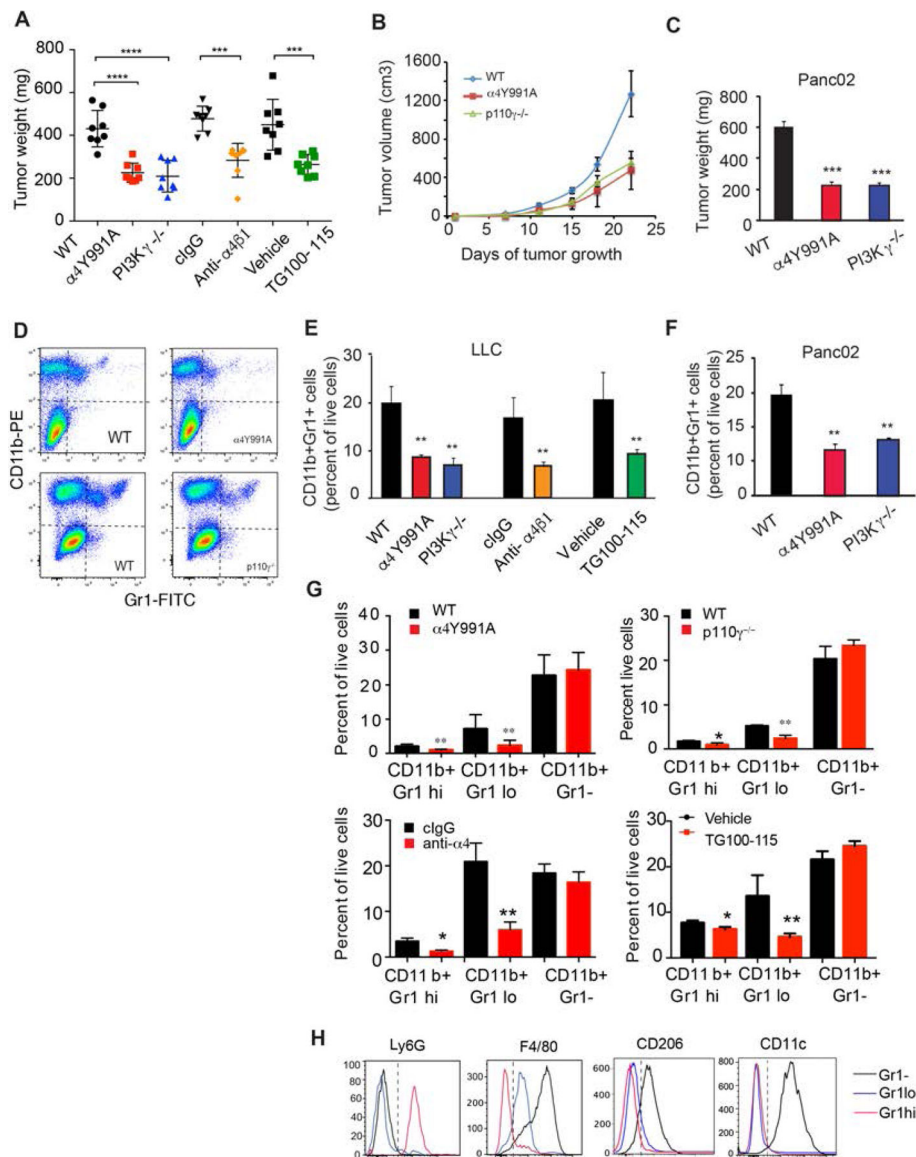 A
Tumor weight (mg)
800
600
400
200
0
****
****
***
***
WT
α4Y991A
PI3Kγ-/-
cIgG
Anti-α4β1
Vehicle
TG100-115
B
Tumor volume (cm3)
1600
1200
800
400
0
WT
α4Y991A
p110γ-/-
0 5 10 15 20 25
Days of tumor growth
C
Panc02
Tumor weight (mg)
800
600
400
200
0
***
***
WT
α4Y991A
PI3Kγ-/-
D
CD11b-PE
WT
α4Y991A
WT
p110γ-/-
Gr1-FITC
E
LLC
CD11b+Gr1+ cells
(percent of live cells)
30
20
10
0
**
**
**
**
WT
α4Y991A
PI3Kγ-/-
cIgG
Anti- α4β1
Vehicle
TG100-115
F
Panc02
CD11b+Gr1+ cells
(percent of live cells)
25
20
15
10
5
0
**
**
WT
α4Y991A
PI3Kγ-/-
G
WT
α4Y991A
Percent of live cells
30
20
10
0
**
**
CD11b+ CD11b+ CD11b+
Gr1 hi Gr1 lo Gr1-
WT
p110γ-/-
Percent live cells
30
20
10
0
*
**
CD11b+ CD11b+ CD11b+
Gr1 hi Gr1 lo Gr1-
cIgG
anti-α4
Percent of live cells
30
20
10
0
*
**
CD11 b+ CD11b+ CD11b+
Gr1 hi Gr1 lo Gr1-
Vehicle
TG100-115
Percent of live cells
30
20
10
0
*
**
CD11 b+ CD11b+ CD11b+
Gr1 hi Gr1 lo Gr1-
H
Ly6G
100
80
60
40
20
0
F4/80
400
300
200
100
0
CD206
600
400
200
0
CD11c
800
600
400
200
0
Gr1-
Gr1lo
Gr1hi